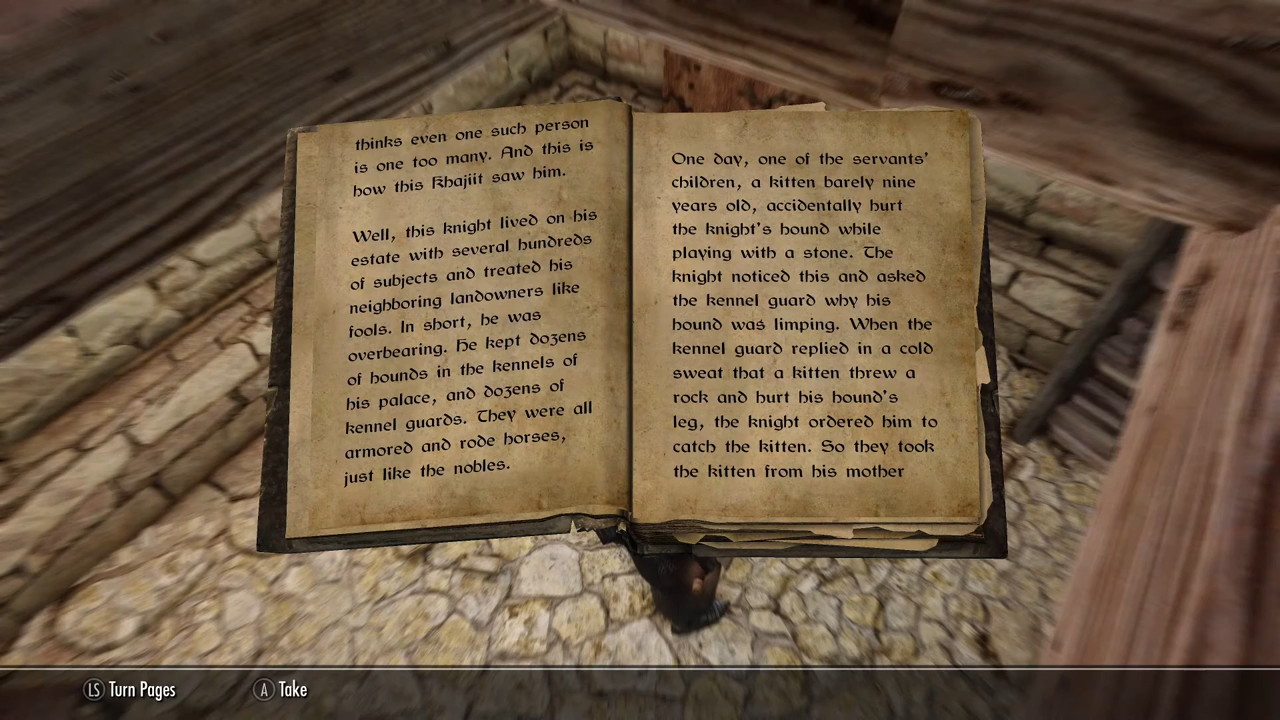 thinks even one such person
is one too many. And this is
how this Khajiit saw him.
Well, this knight lived on his
estate with several hundreds
of subjects and treated his
neighboring landowners like
fools. In short, he was
overbearing. He kept dozens
of hounds in the kennels of
his palace, and dozens of
kennel guards. They were all
armored and rode horses,
just like the nobles.
One day, one of the servants'
children, a kitten barely nine
years old, accidentally hurt
the knight's hound while
playing with a stone. The
knight noticed this and asked
the kennel guard why his
hound was limping. When the
kennel guard replied in a cold
sweat that a kitten threw a
rock and hurt his hound's
leg, the knight ordered him to
catch the kitten. So they took
the kitten from his mother
LS Turn Pages
A Take